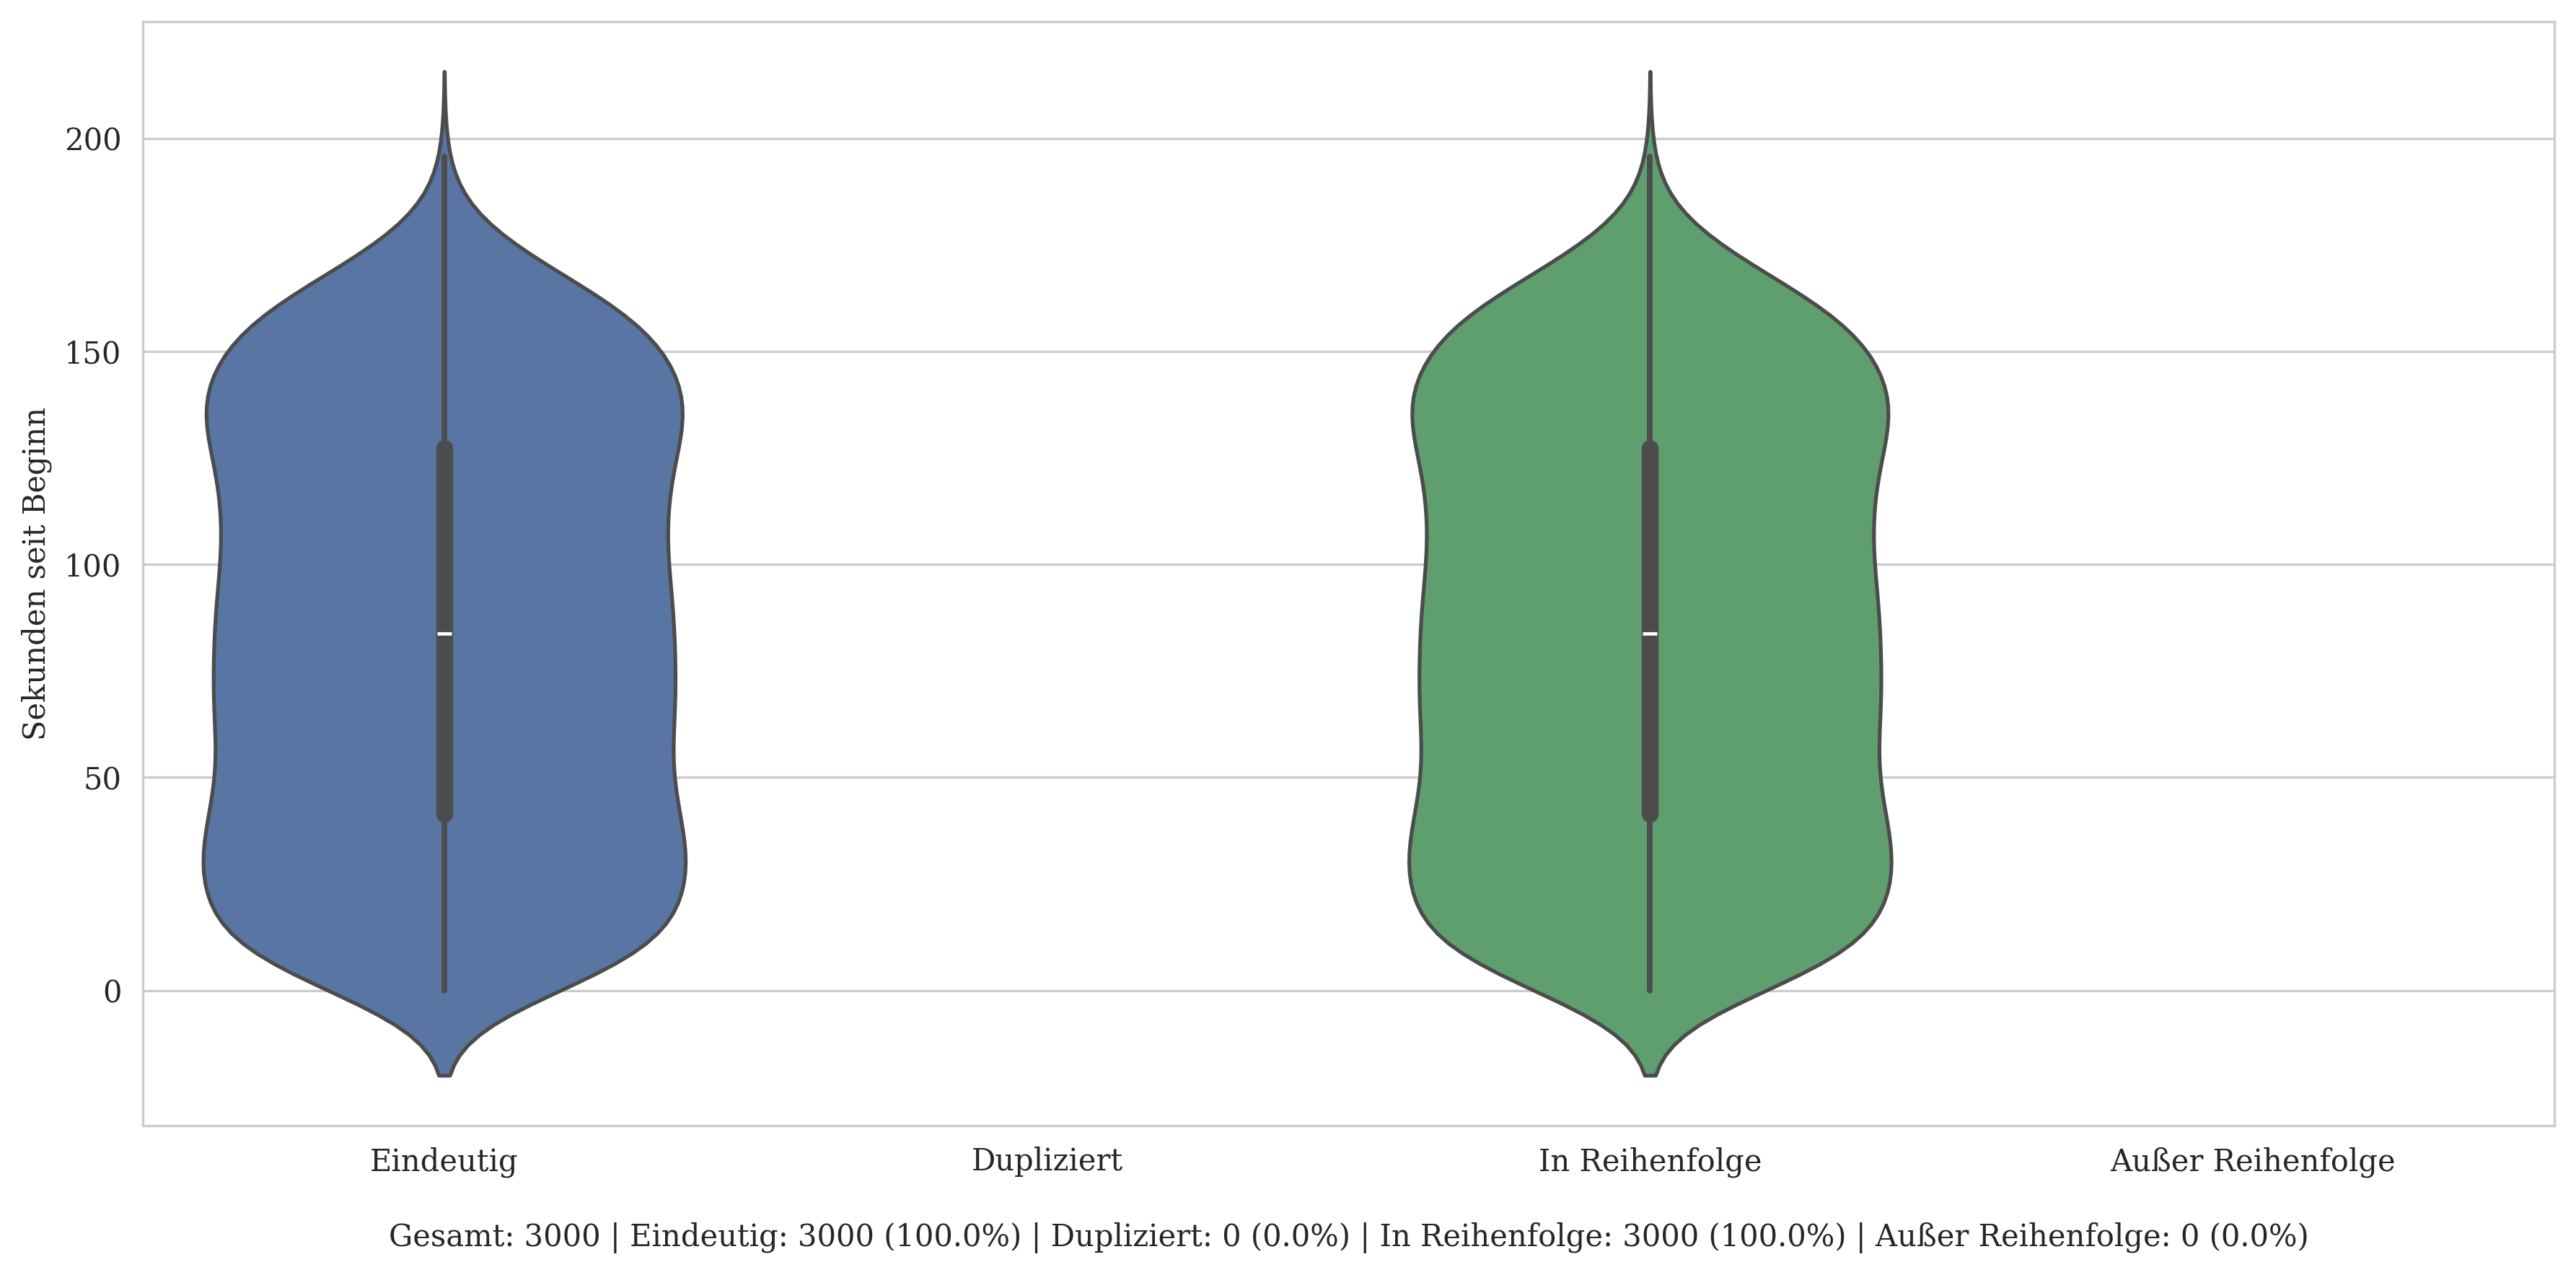 Sekunden seit Beginn
200
150
100
50
0
Eindeutig
Dupliziert
In Reihenfolge
Außer Reihenfolge
Gesamt: 3000 | Eindeutig: 3000 (100.0%) | Dupliziert: 0 (0.0%) | In Reihenfolge: 3000 (100.0%) | Außer Reihenfolge: 0 (0.0%)